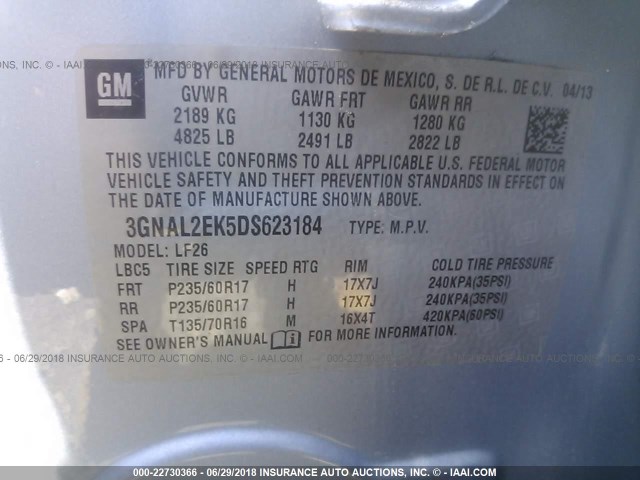 GM
MFD BY GENERAL MOTORS DE MEXICO, S. DE R.L. DE C.V. 04/13
GVWR GAWR FRT GAWR RR
2189 KG 1130 KG 1280 KG
4825 LB 2491 LB 2822 LB
THIS VEHICLE CONFORMS TO ALL APPLICABLE U.S. FEDERAL MOTOR
VEHICLE SAFETY AND THEFT PREVENTION STANDARDS IN EFFECT ON
THE DATE OF MANUFACTURE SHOWN ABOVE.
3GNAL2EK5DS623184 TYPE: M.P.V.
MODEL: LF26
LBC5 TIRE SIZE SPEED RTG RIM COLD TIRE PRESSURE
FRT P235/60R17 H 17X7J 240KPA(35PSI)
RR P235/60R17 H 17X7J 240KPA(35PSI)
SPA T135/70R16 M 16X4T 420KPA(60PSI)
SEE OWNER'S MANUAL FOR MORE INFORMATION.
000-22730366 - 06/29/2018 INSURANCE AUTO AUCTIONS, INC. © - IAAI.COM